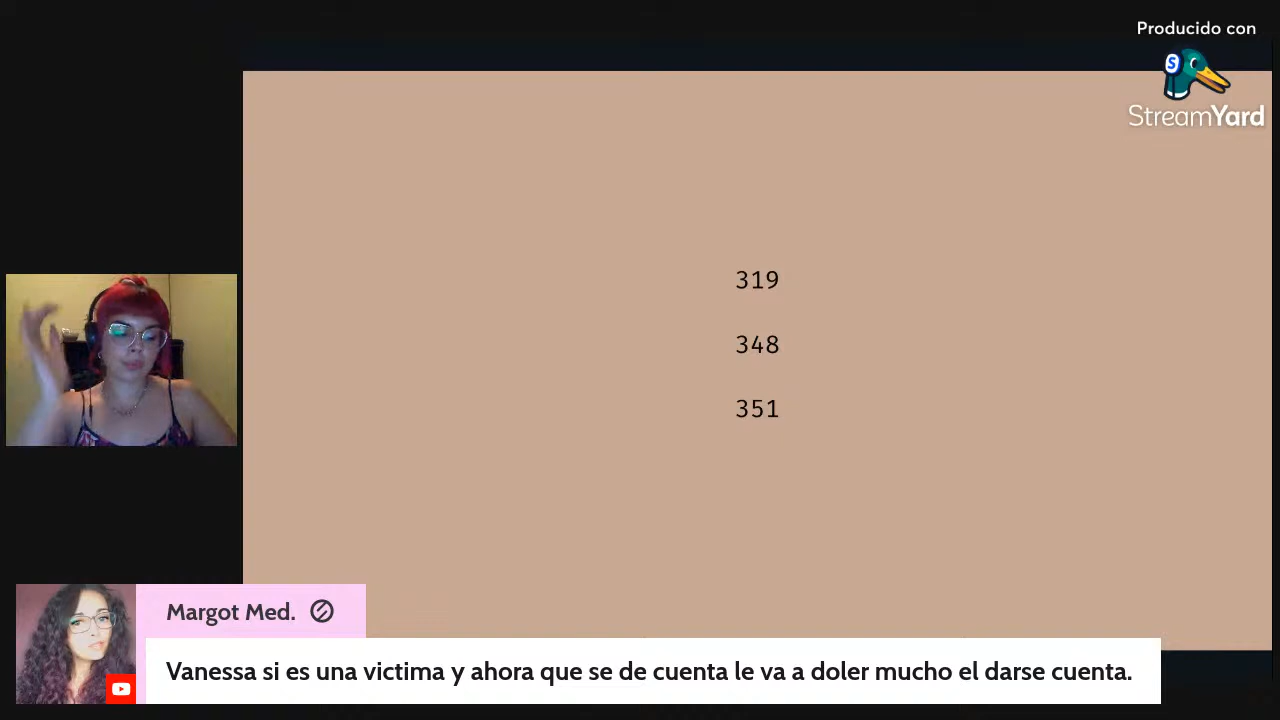 Producido con
StreamYard
319
348
351
Margot Med.
Vanessa si es una victima y ahora que se de cuenta le va a doler mucho el darse cuenta.